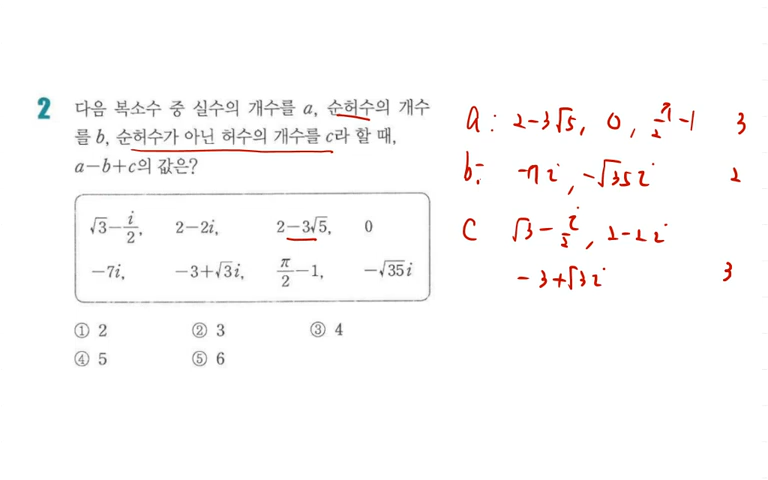 2 다음 복소수 중 실수의 개수를 a, 순허수의 개수
를 b, 순허수가 아닌 허수의 개수를 c라 할 때,
a-b+c의 값은?
√3-i/2, 2-2i, 2-3√5, 0
-7i, -3+√3i, π/2-1, -√35i
① 2 ② 3 ③ 4
④ 5 ⑤ 6
a: 2-3√5, 0, π/2-1 3
b: -7i, -√35i 2
c √3-i/2, 2-2i
-3+√3i 3